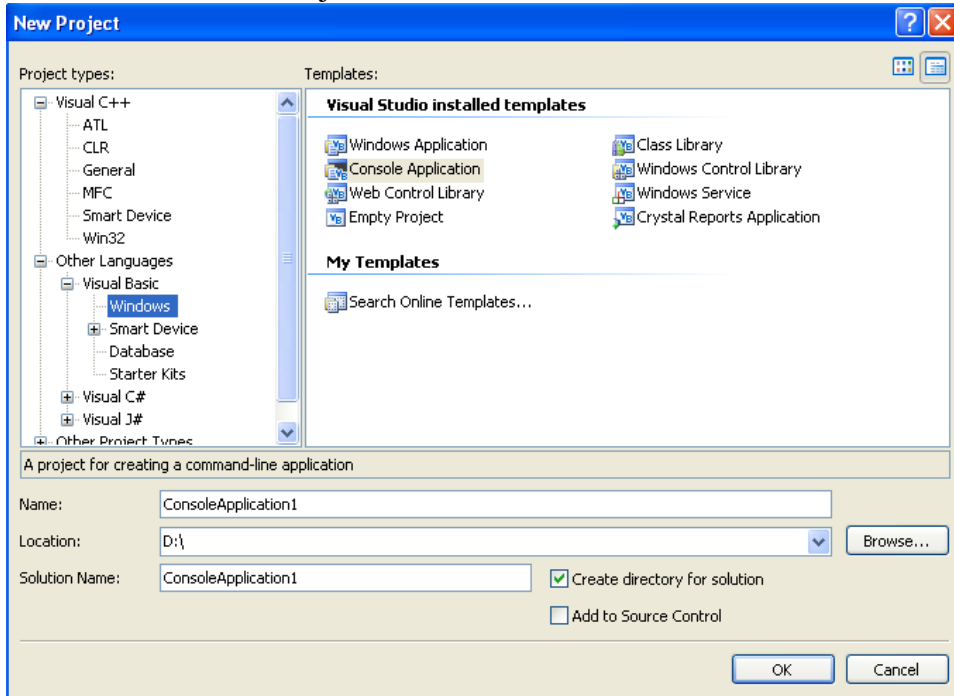 New Project
Project types:
Templates:
Visual C++
ATL
CLR
General
MFC
Smart Device
Win32
Other Languages
Visual Basic
Windows
Smart Device
Database
Starter Kits
Visual C#
Visual J#
Other Project Types
Visual Studio installed templates
Windows Application
Class Library
Console Application
Windows Control Library
Web Control Library
Windows Service
Empty Project
Crystal Reports Application
My Templates
Search Online Templates...
A project for creating a command-line application
Name:
ConsoleApplication1
Location:
D:\
Browse...
Solution Name:
ConsoleApplication1
Create directory for solution
Add to Source Control
OK
Cancel